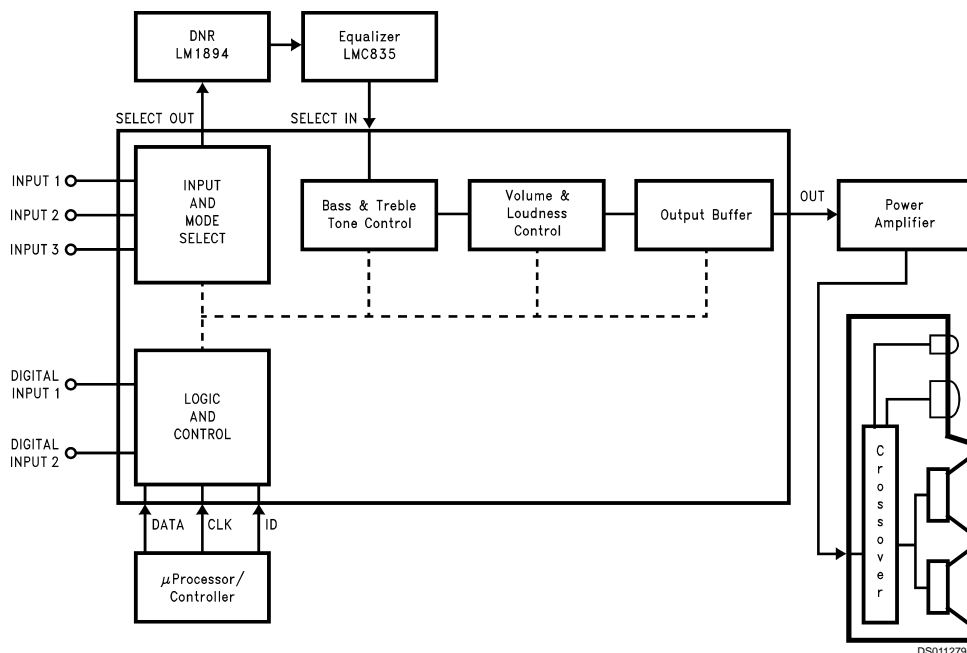 DNR
LM1894
Equalizer
LMC835
SELECT OUT
SELECT IN
INPUT 1
INPUT 2
INPUT 3
INPUT
AND
MODE
SELECT
Bass & Treble
Tone Control
Volume &
Loudness
Control
Output Buffer
OUT
Power
Amplifier
DIGITAL
INPUT 1
DIGITAL
INPUT 2
LOGIC
AND
CONTROL
DATA
CLK
ID
μProcessor/
Controller
Crossover
DS011279